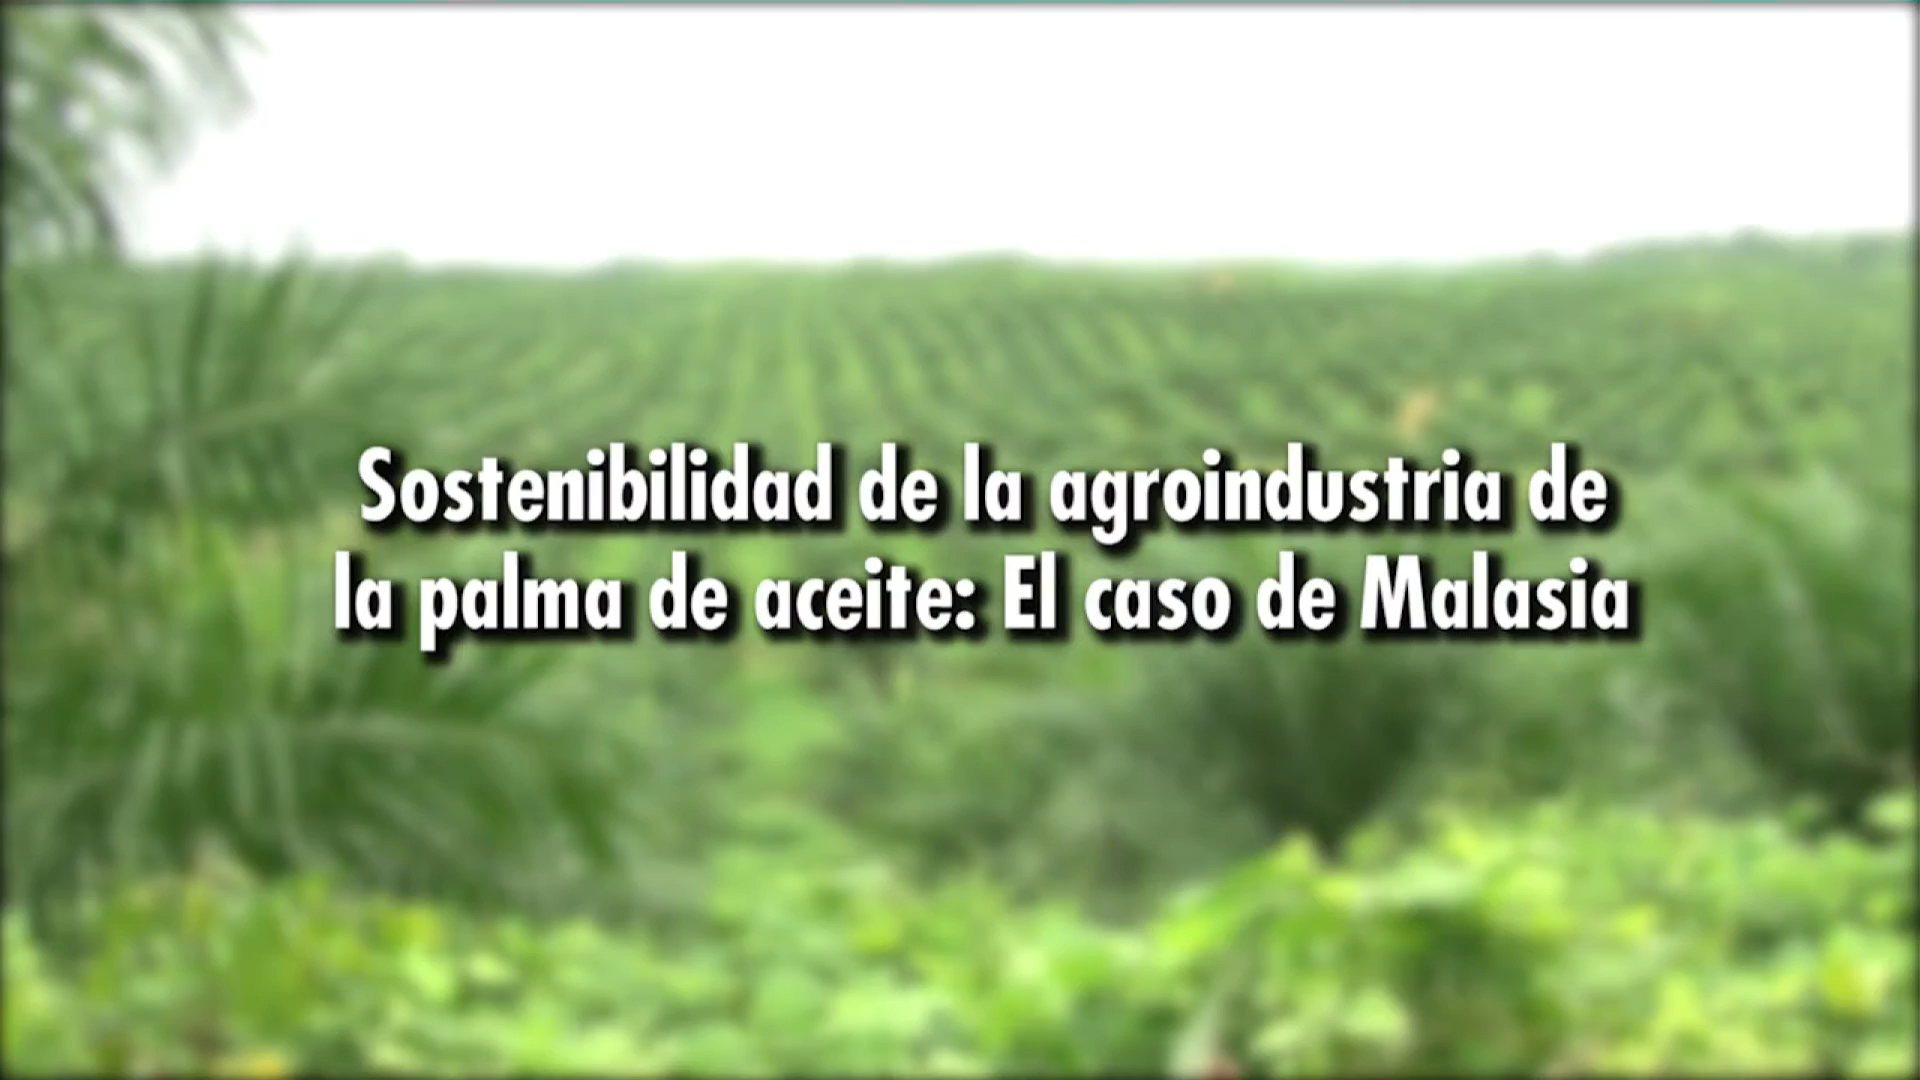 Sostenibilidad de la agroindustria de
la palma de aceite: El caso de Malasia